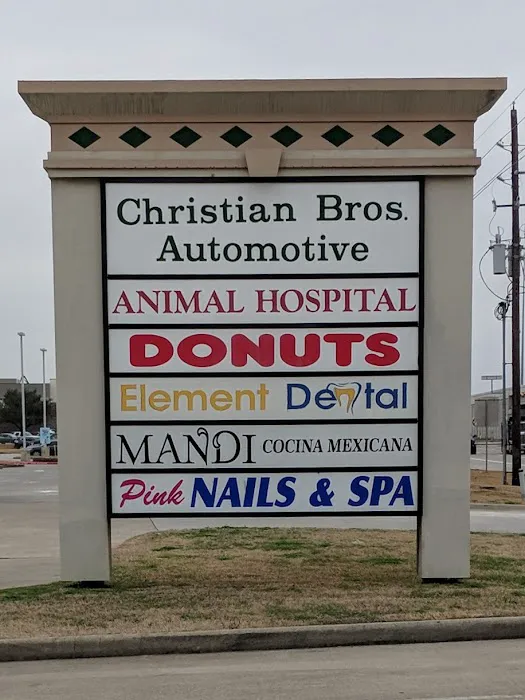 Christian Bros.
Automotive
ANIMAL HOSPITAL
DONUTS
Element Dental
MANDI COCINA MEXICANA
Pink NAILS & SPA